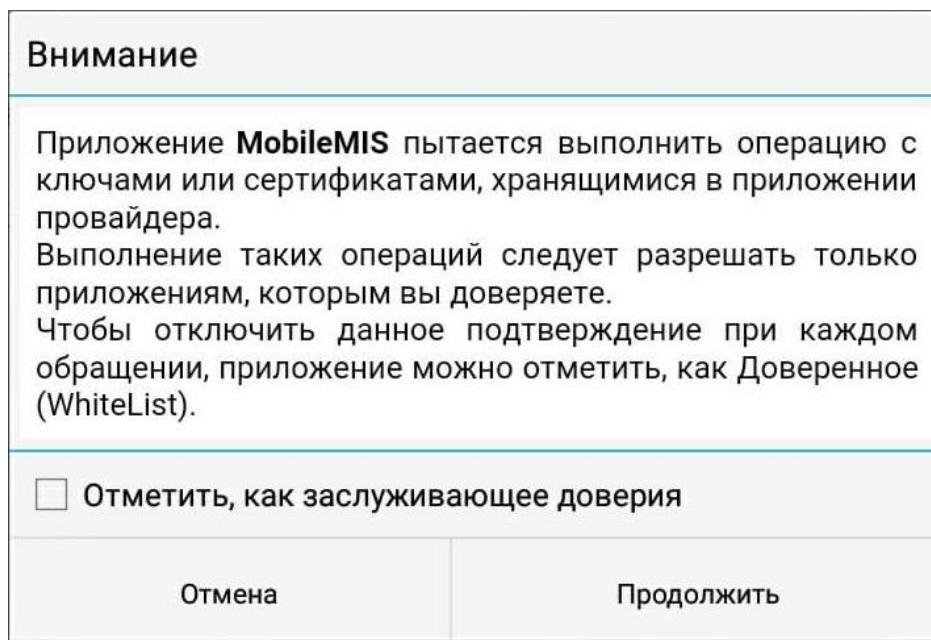 Внимание
Приложение MobileMIS пытается выполнить операцию с
ключами или сертификатами, хранящимися в приложении
провайдера.
Выполнение таких операций следует разрешать только
приложениям, которым вы доверяете.
Чтобы отключить данное подтверждение при каждом
обращении, приложение можно отметить, как Доверенное
(WhiteList).
Отметить, как заслуживающее доверия
Отмена
Продолжить